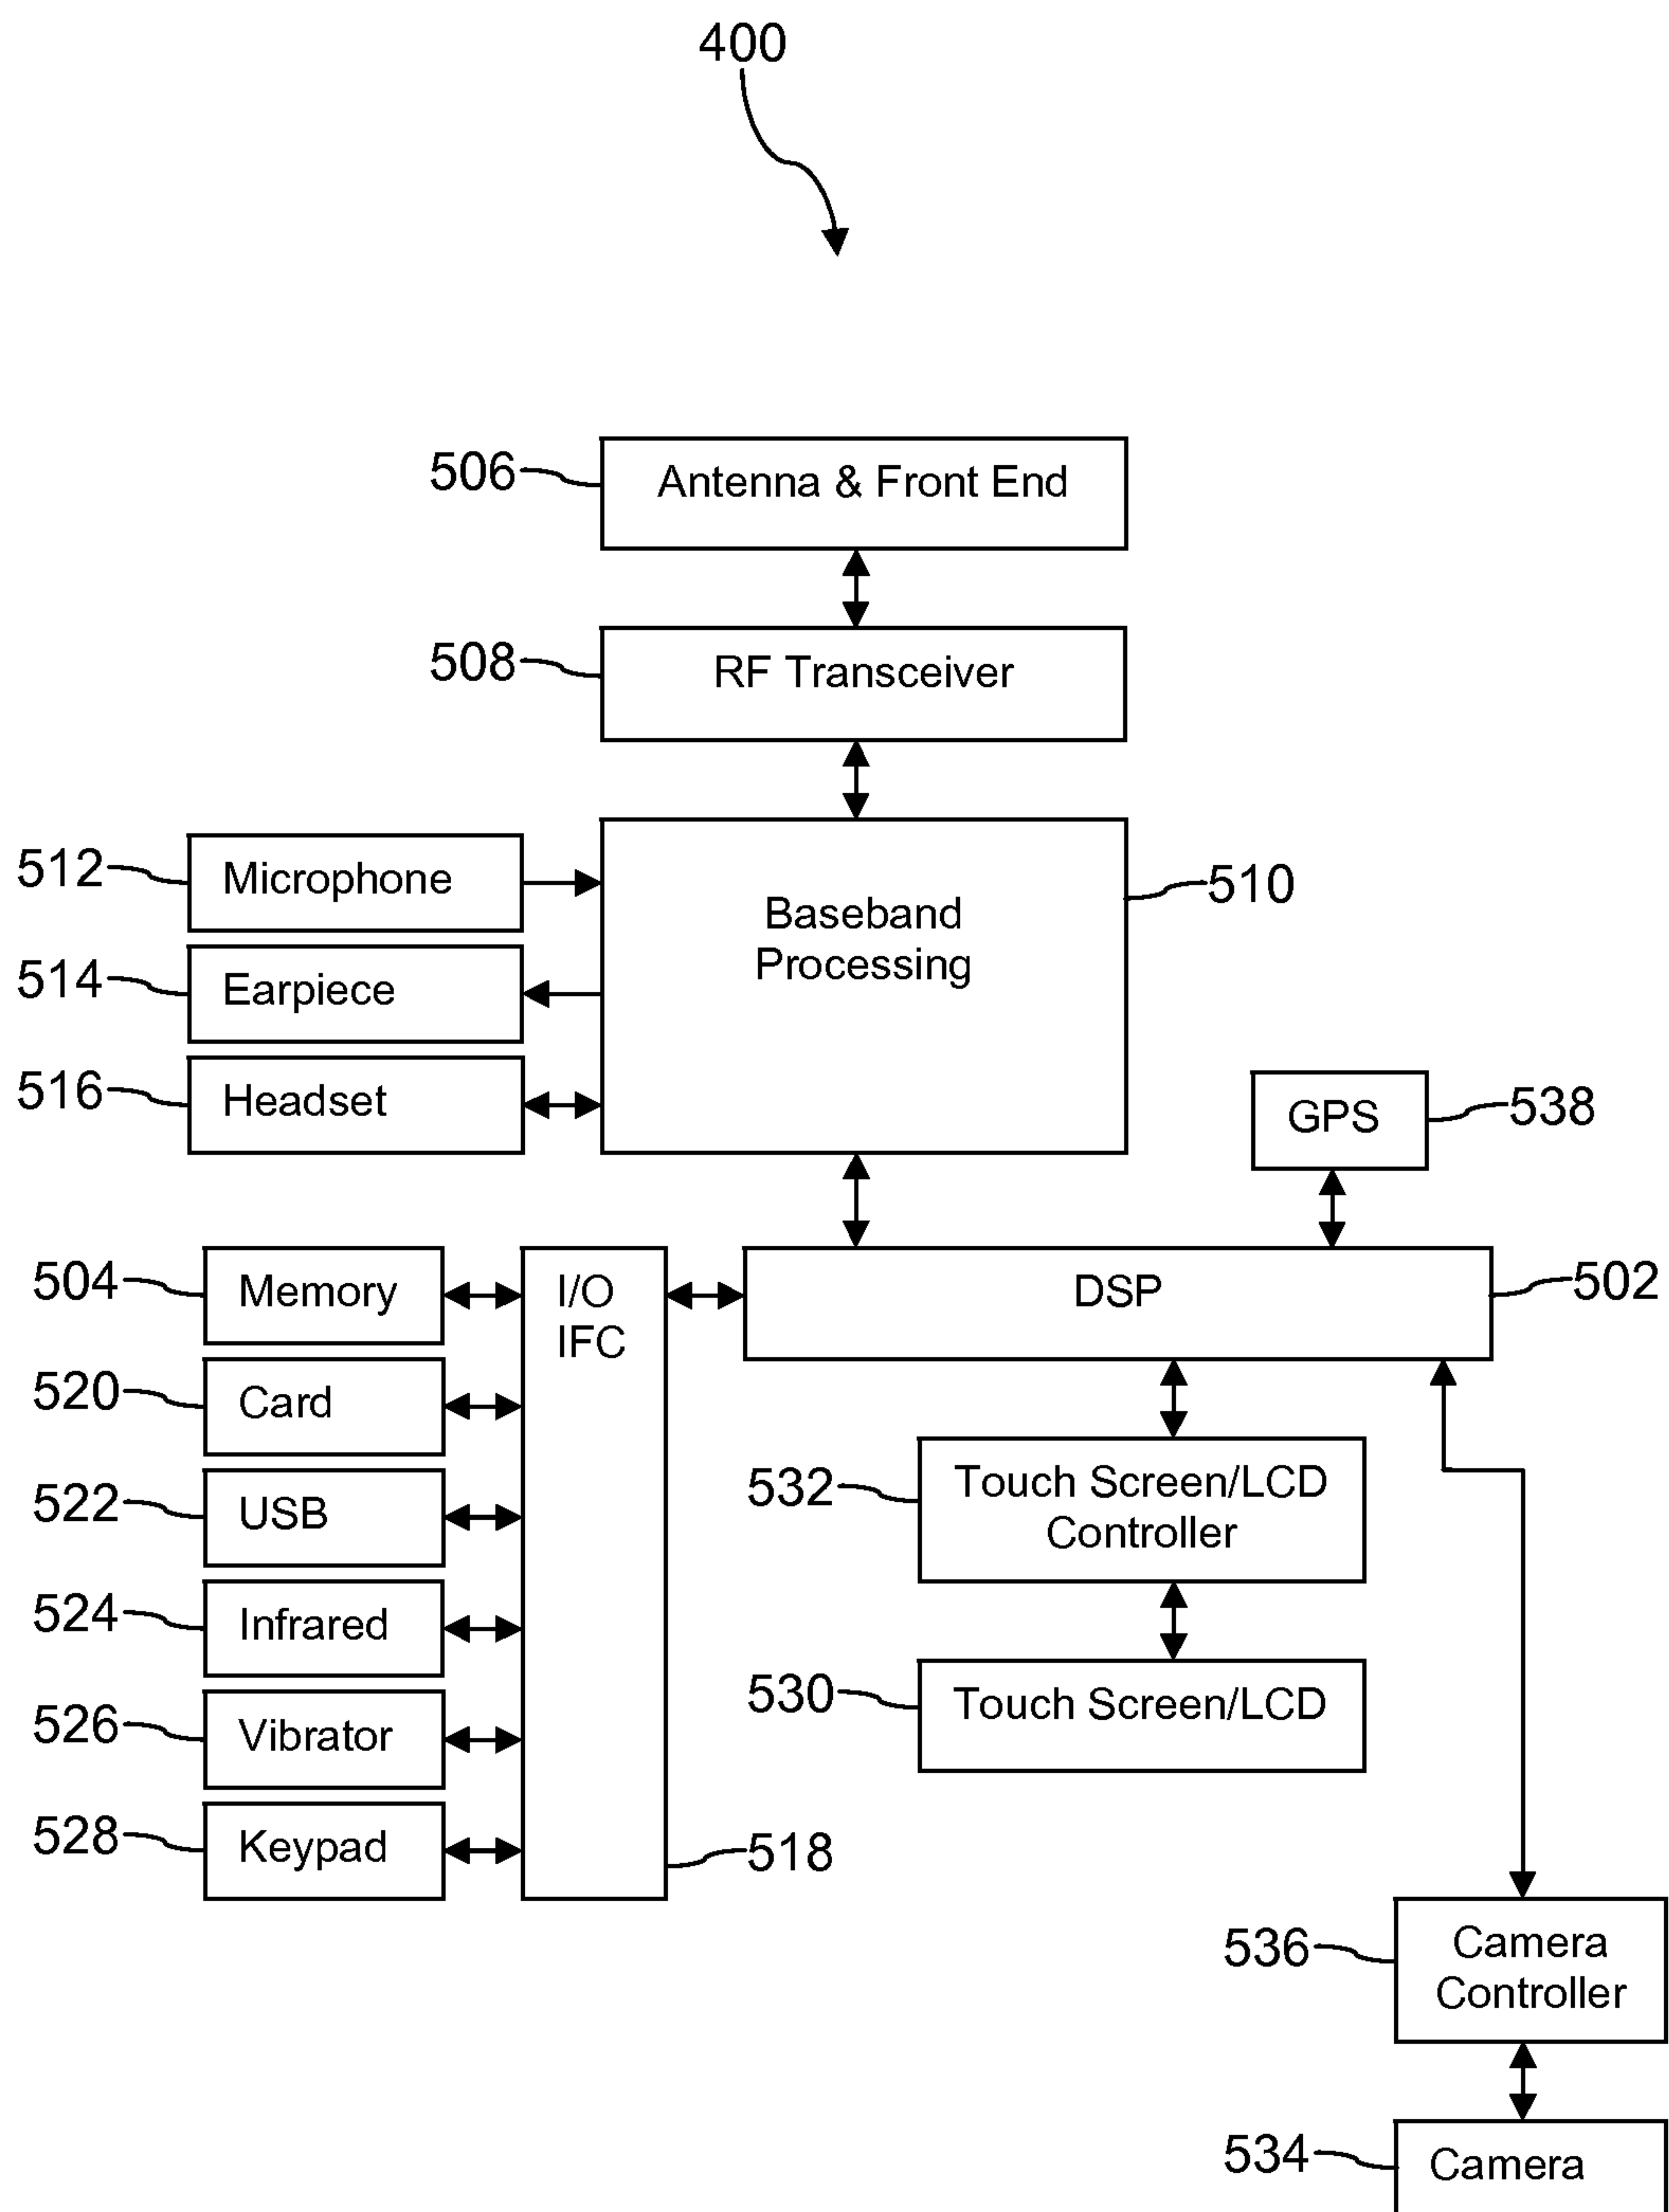 400
506
Antenna & Front End
508
RF Transceiver
512
Microphone
Baseband
Processing
510
514
Earpiece
516
Headset
GPS
538
504
Memory
I/O
IFC
DSP
502
520
Card
522
USB
532
Touch Screen/LCD
Controller
524
Infrared
530
Touch Screen/LCD
526
Vibrator
528
Keypad
518
536
Camera
Controller
534
Camera